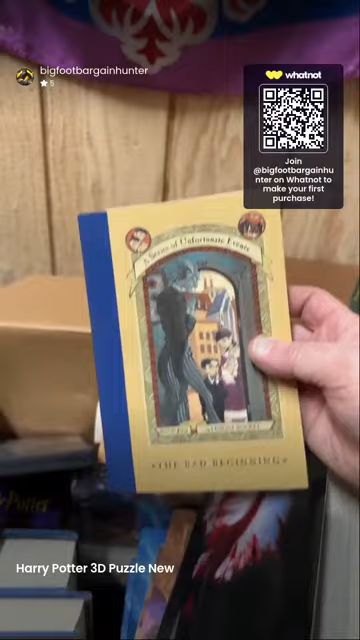 bigfootbargainhunter
5
whatnot
Join
@bigfootbargainhu
nter on Whatnot to
make your first
purchase!
A Series of Unfortunate Events
THE BAD BEGINNING
Potter
Harry Potter 3D Puzzle New